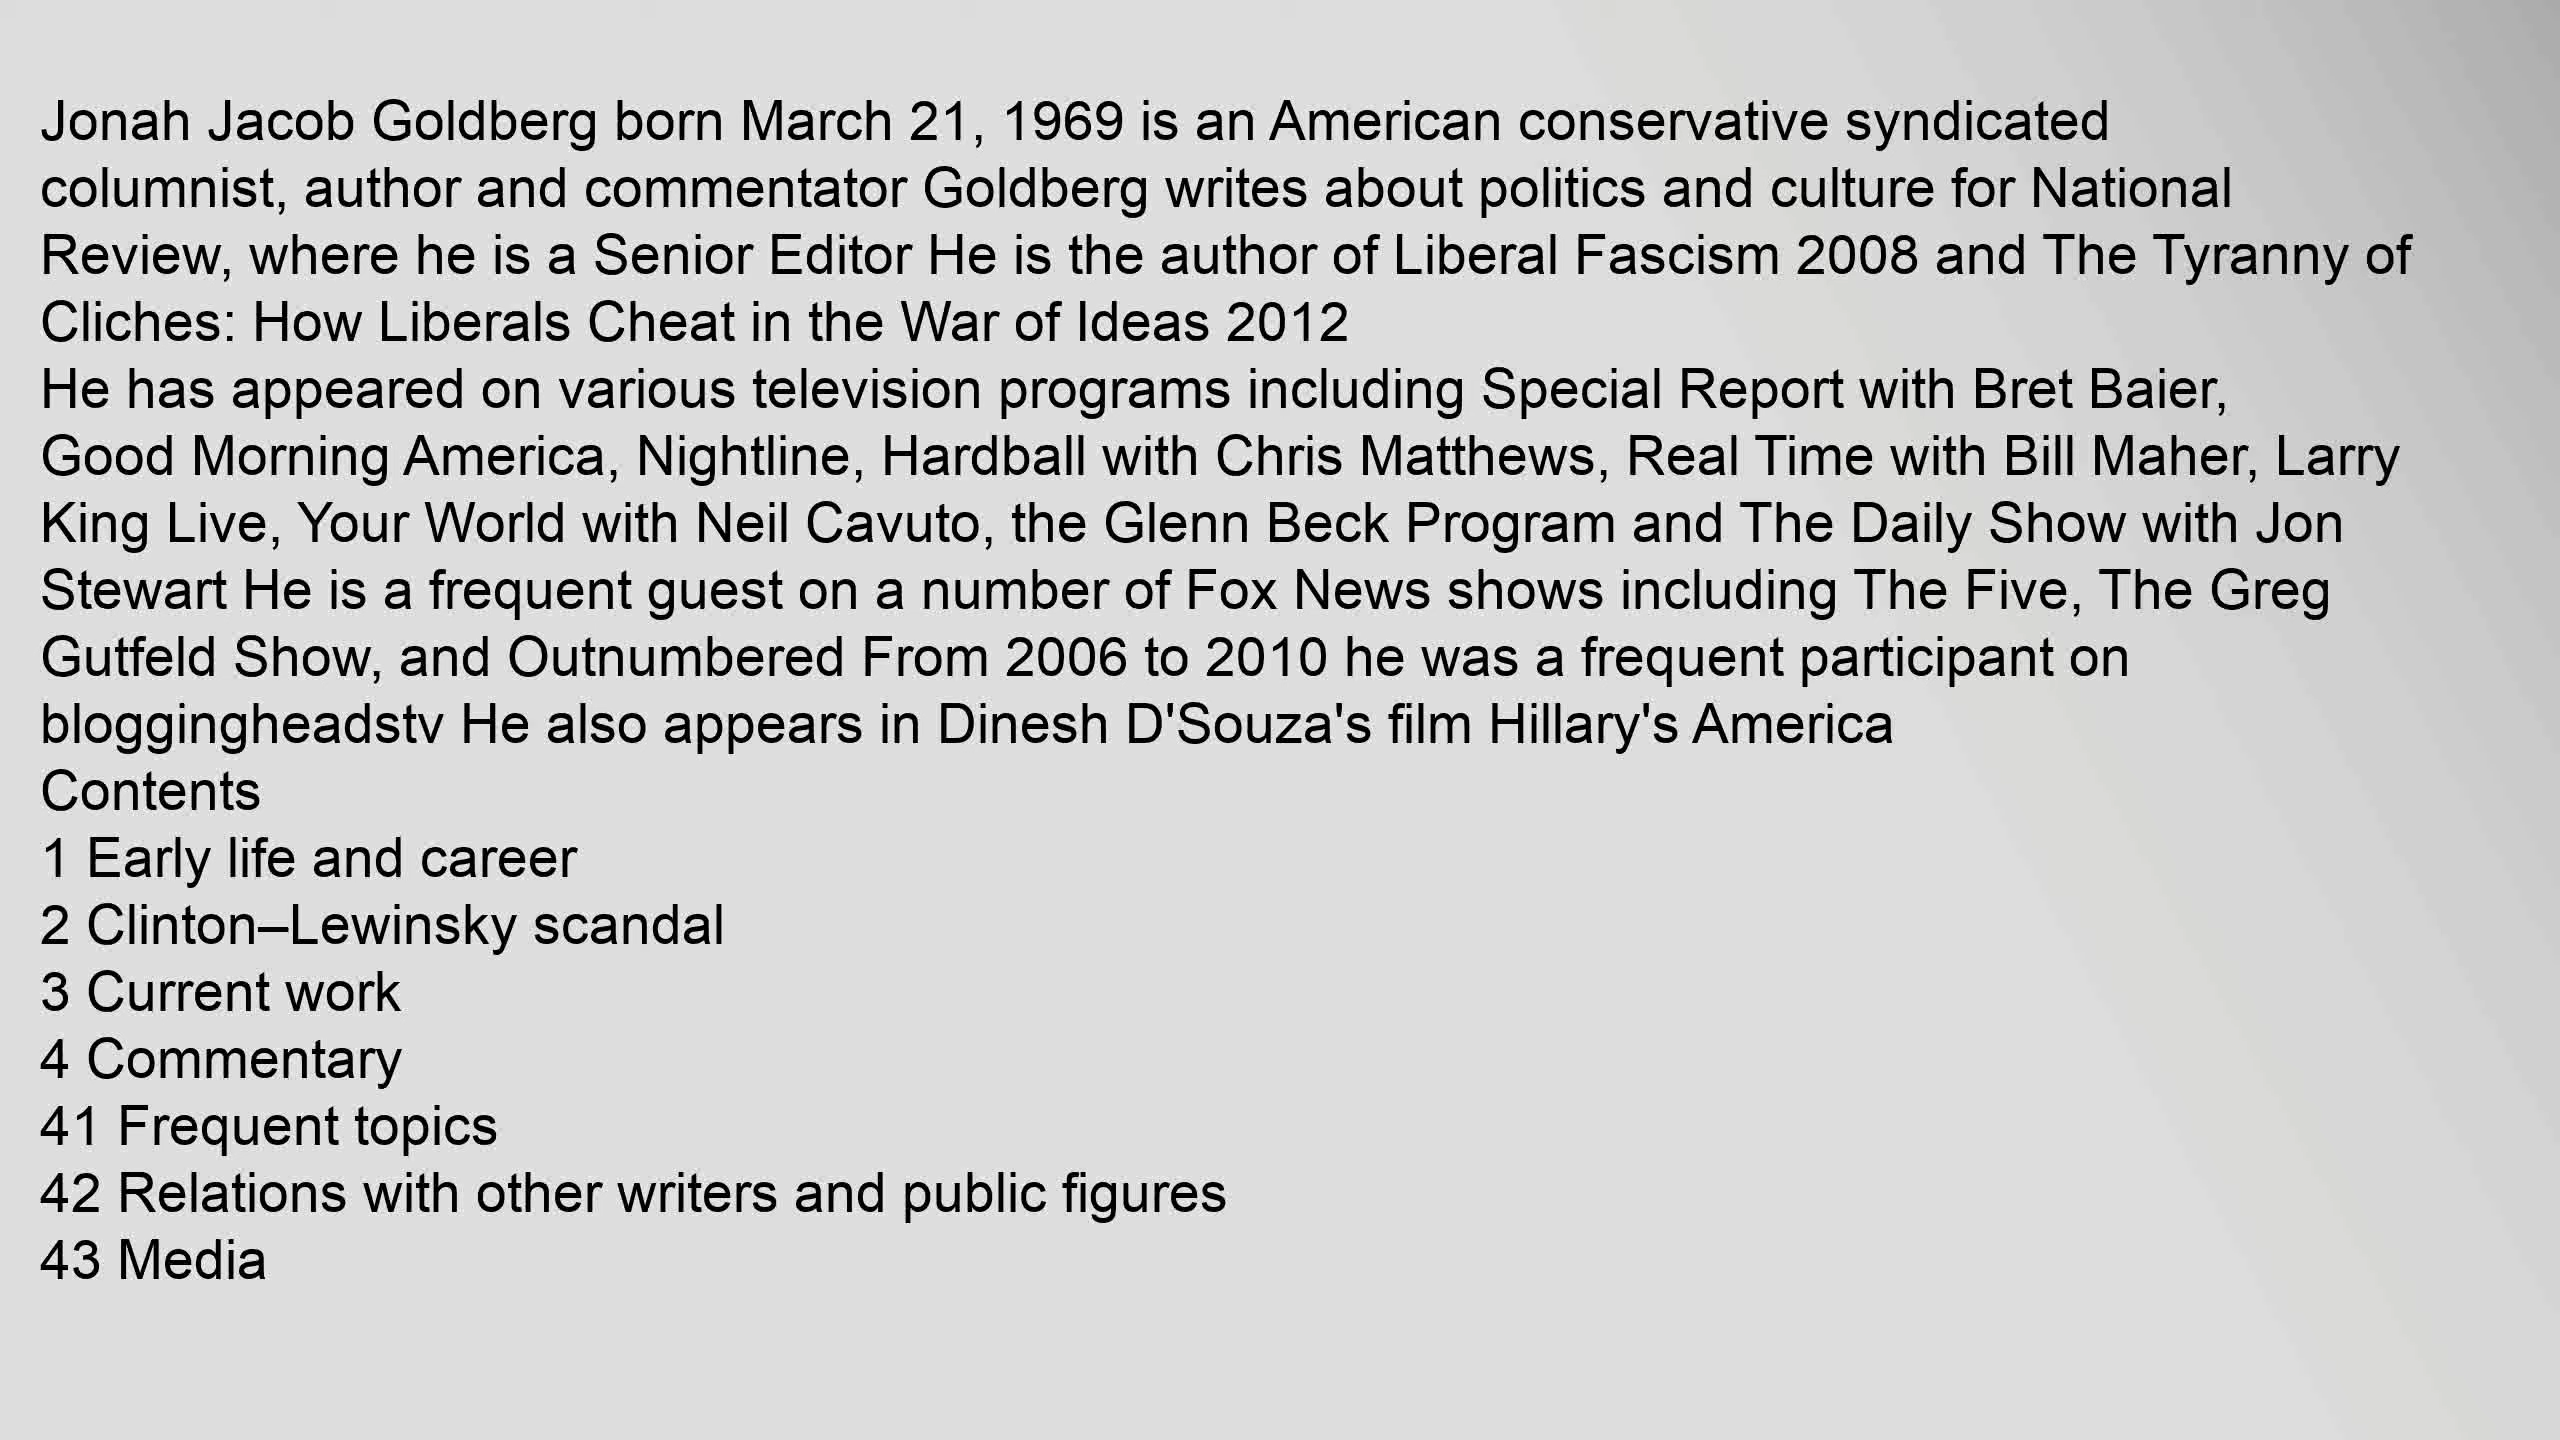 Jonah Jacob Goldberg born March 21, 1969 is an American conservative syndicated
columnist, author and commentator Goldberg writes about politics and culture for National
Review, where he is a Senior Editor He is the author of Liberal Fascism 2008 and The Tyranny of
Cliches: How Liberals Cheat in the War of Ideas 2012
He has appeared on various television programs including Special Report with Bret Baier,
Good Morning America, Nightline, Hardball with Chris Matthews, Real Time with Bill Maher, Larry
King Live, Your World with Neil Cavuto, the Glenn Beck Program and The Daily Show with Jon
Stewart He is a frequent guest on a number of Fox News shows including The Five, The Greg
Gutfeld Show, and Outnumbered From 2006 to 2010 he was a frequent participant on
bloggingheadstv He also appears in Dinesh D'Souza's film Hillary's America
Contents
1 Early life and career
2 Clinton–Lewinsky scandal
3 Current work
4 Commentary
41 Frequent topics
42 Relations with other writers and public figures
43 Media